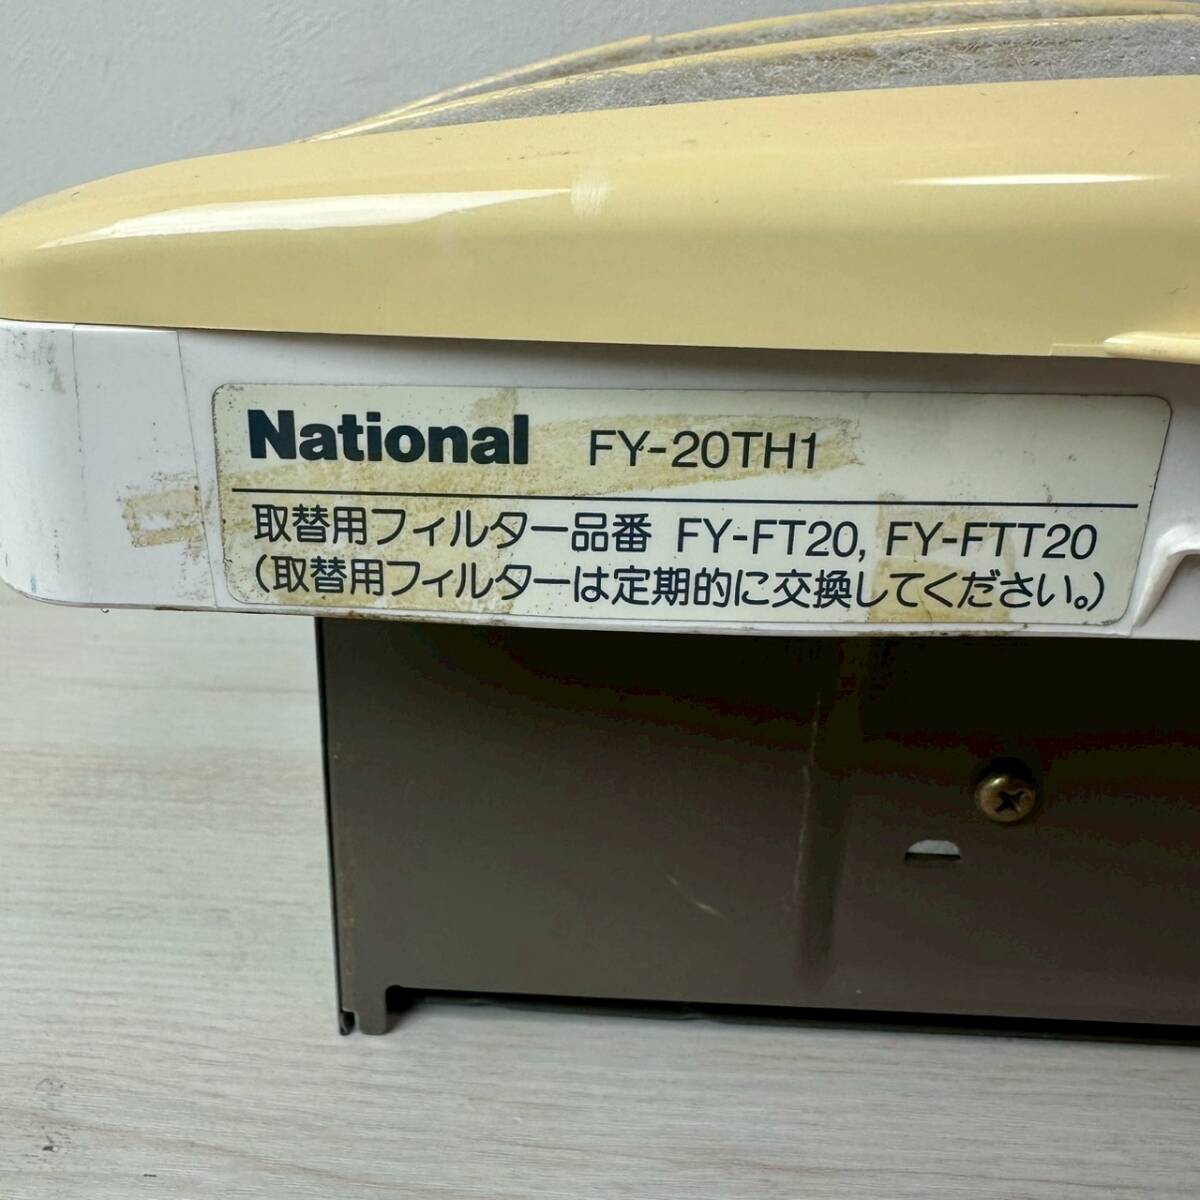 National FY-20TH1
取替用フィルター品番 FY-FT20, FY-FTT20
(取替用フィルターは定期的に交換してください。)